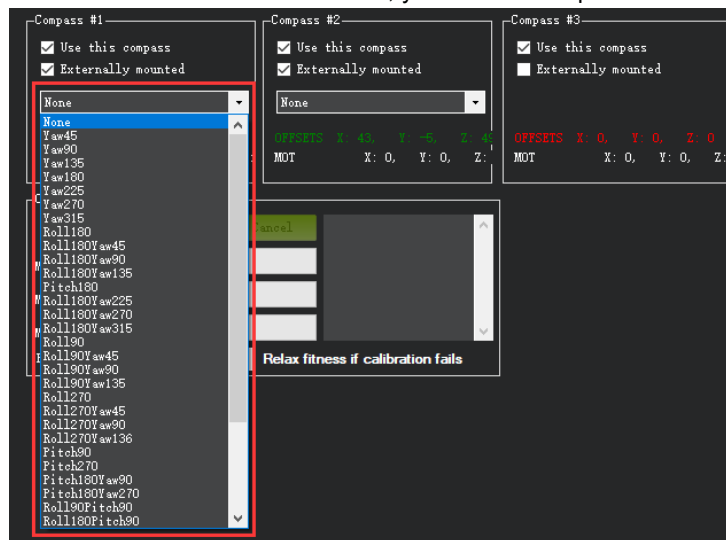 Compass #1
Use this compass
Externally mounted
None
None
Yaw45
Yaw90
Yaw135
Yaw180
Yaw225
Yaw270
Yaw315
Roll180
Roll180Yaw45
Roll180Yaw90
Roll180Yaw135
Pitch180
Roll180Yaw225
Roll180Yaw270
Roll180Yaw315
Roll90
Roll90Yaw45
Roll90Yaw90
Roll90Yaw135
Roll270
Roll270Yaw45
Roll270Yaw90
Roll270Yaw136
Pitch90
Pitch270
Pitch180Yaw90
Pitch180Yaw270
Roll90Pitch90
Roll180Pitch90
Compass #2
Use this compass
Externally mounted
None
OFFSETS X: 43, Y: -5, Z: 49
MOT X: 0, Y: 0, Z:
Compass #3
Use this compass
Externally mounted
OFFSETS X: 0, Y: 0, Z: 0
MOT X: 0, Y: 0, Z:
Cancel
Relax fitness if calibration fails